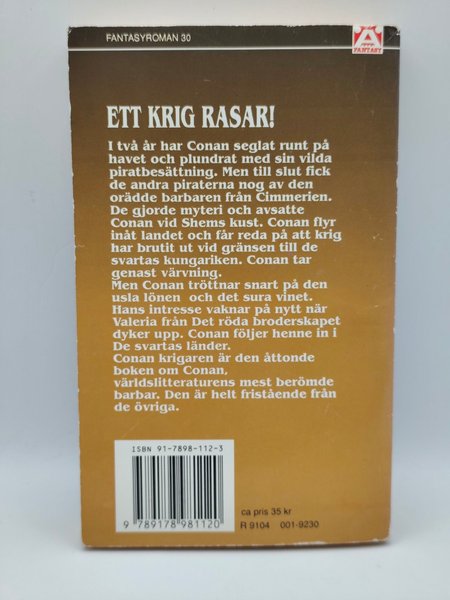 FANTASYROMAN 30
Ä
ÄVENTYR
FANTASY
ETT KRIG RASAR!
I två år har Conan seglat runt på
havet och plundrat med sin vilda
piratbesättning. Men till slut fick
de andra piraterna nog av den
orädde barbaren från Cimmerien.
De gjorde myteri och avsatte
Conan vid Shems kust. Conan flyr
inåt landet och får reda på att krig
har brutit ut vid gränsen till de
svartas kungariken. Conan tar
genast värvning.
Men Conan tröttnar snart på den
usla lönen och det sura vinet.
Hans intresse vaknar på nytt när
Valeria från Det röda broderskapet
dyker upp. Conan följer henne in i
De svartas länder.
Conan krigaren är den åttonde
boken om Conan,
världslitteraturens mest berömde
barbar. Den är helt fristående från
de övriga.
ISBN 91-7898-112-3
9 789178 981120
ca pris 35 kr
R 9104 001-9230